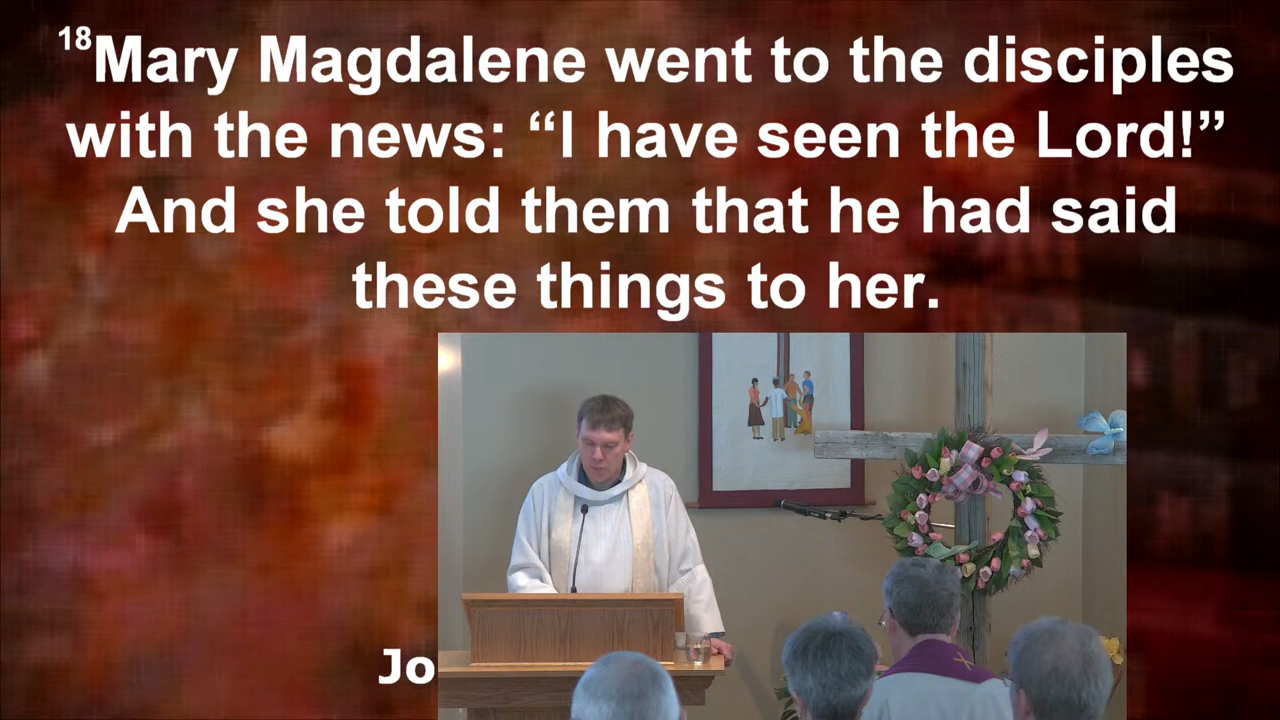 18Mary Magdalene went to the disciples
with the news: “I have seen the Lord!”
And she told them that he had said
these things to her.
Jo